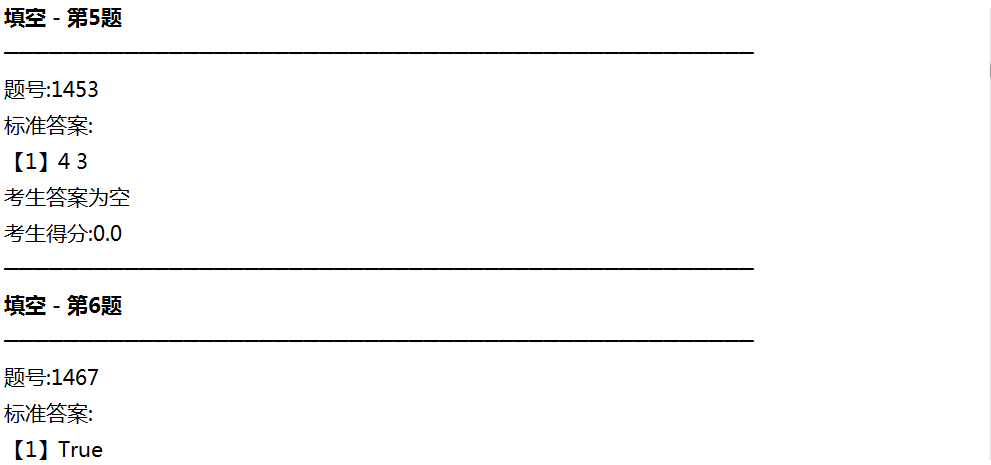 填空 - 第5题
题号:1453
标准答案:
【1】4 3
考生答案为空
考生得分:0.0
填空 - 第6题
题号:1467
标准答案:
【1】True